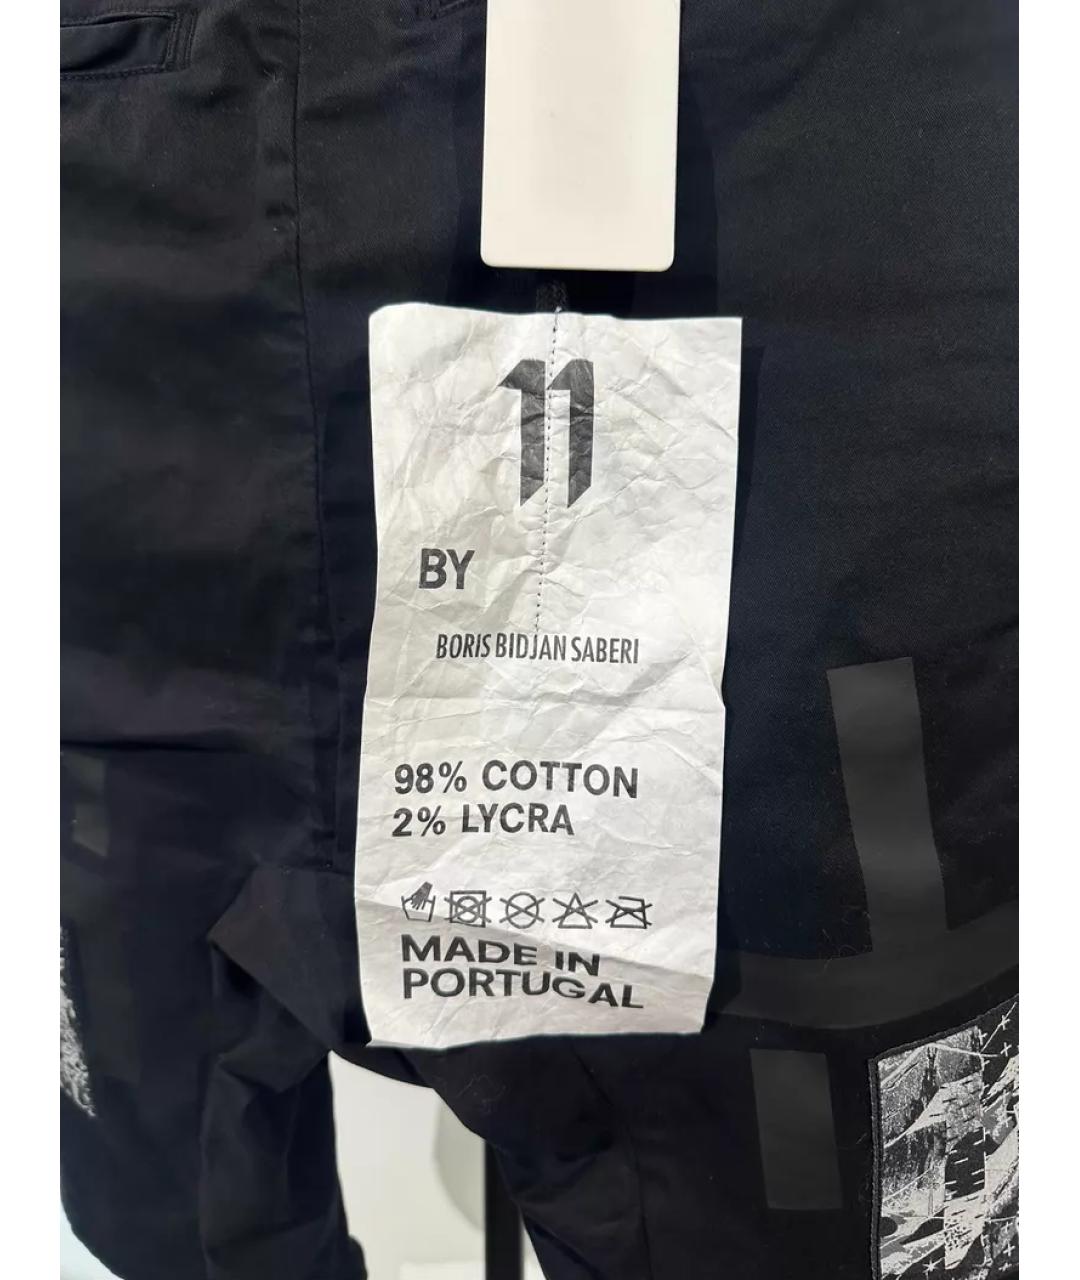 11
BY
BORIS BIDJAN SABERI
98% COTTON
2% LYCRA
MADE IN
PORTUGAL